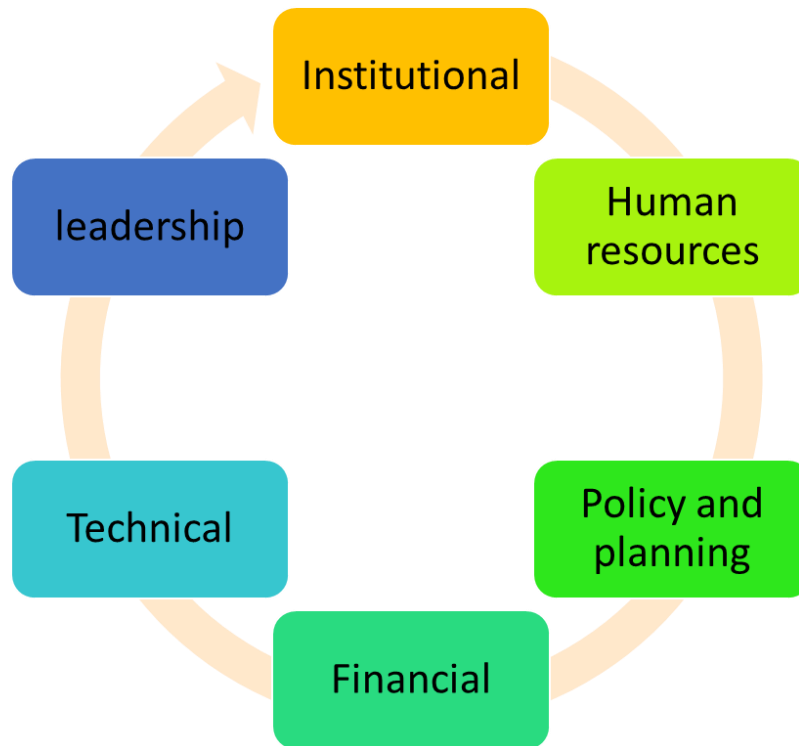 Institutional
Human
resources
Policy and
planning
Financial
Technical
leadership